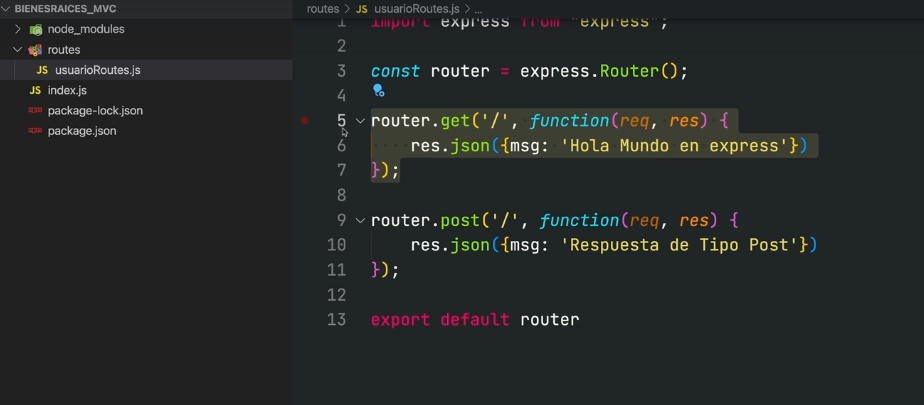 BIENESRAICES_MVC
node_modules
routes
JS usuarioRoutes.js
JS index.js
package-lock.json
package.json
routes > JS usuarioRoutes.js > ...
1 import express from "express";
2
3 const router = express.Router();
4
5 router.get('/', function(req, res) {
6 res.json({msg: 'Hola Mundo en express'})
7 });
8
9 router.post('/', function(req, res) {
10 res.json({msg: 'Respuesta de Tipo Post'})
11 });
12
13 export default router